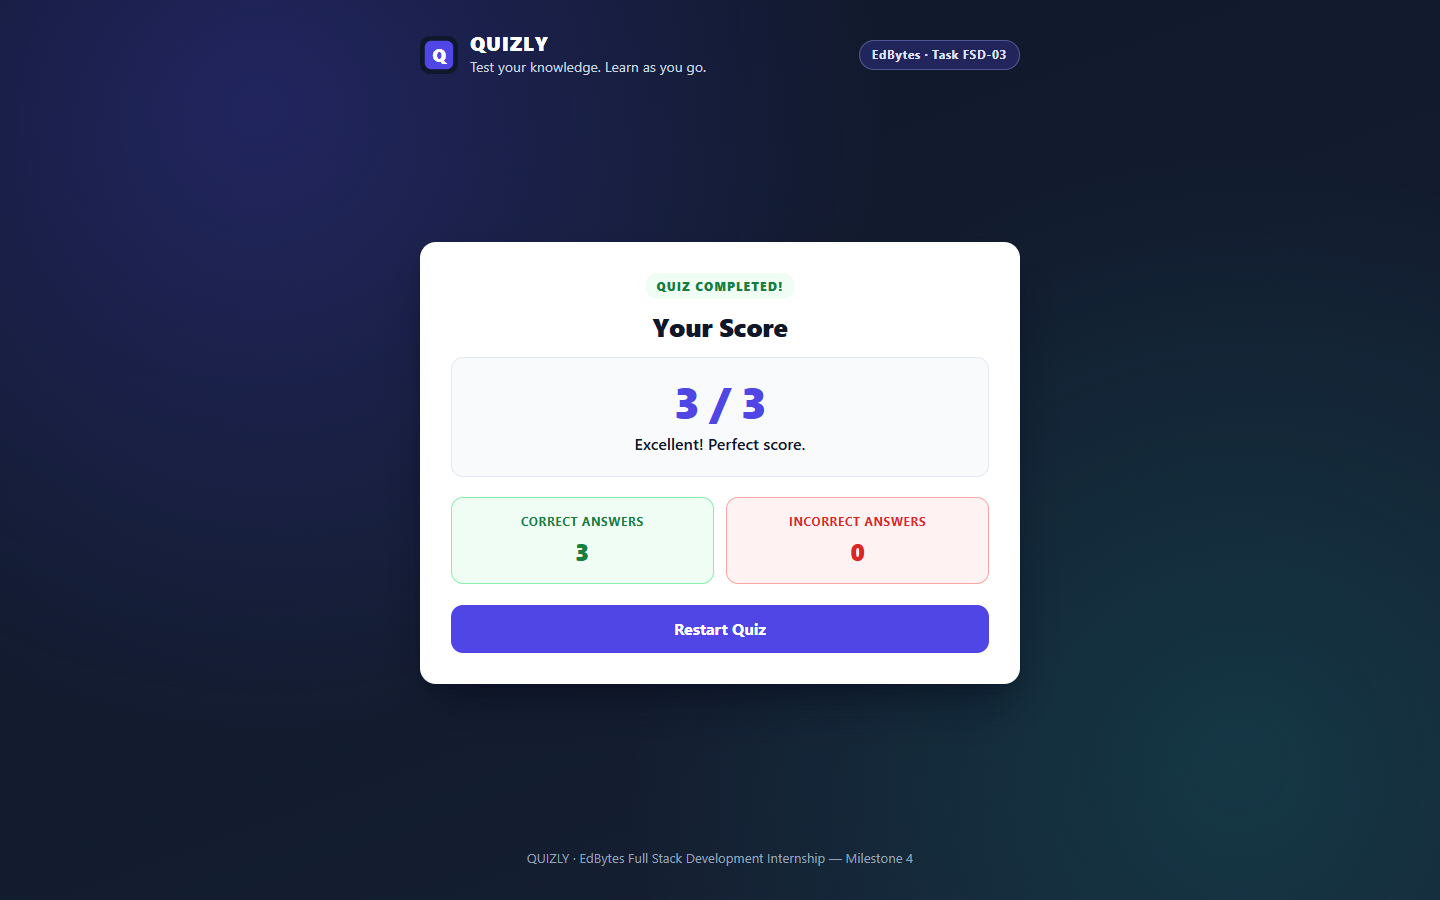 Q
QUIZLY
Test your knowledge. Learn as you go.
EdBytes · Task FSD-03
QUIZ COMPLETED!
Your Score
3 / 3
Excellent! Perfect score.
CORRECT ANSWERS
3
INCORRECT ANSWERS
0
Restart Quiz
QUIZLY · EdBytes Full Stack Development Internship — Milestone 4